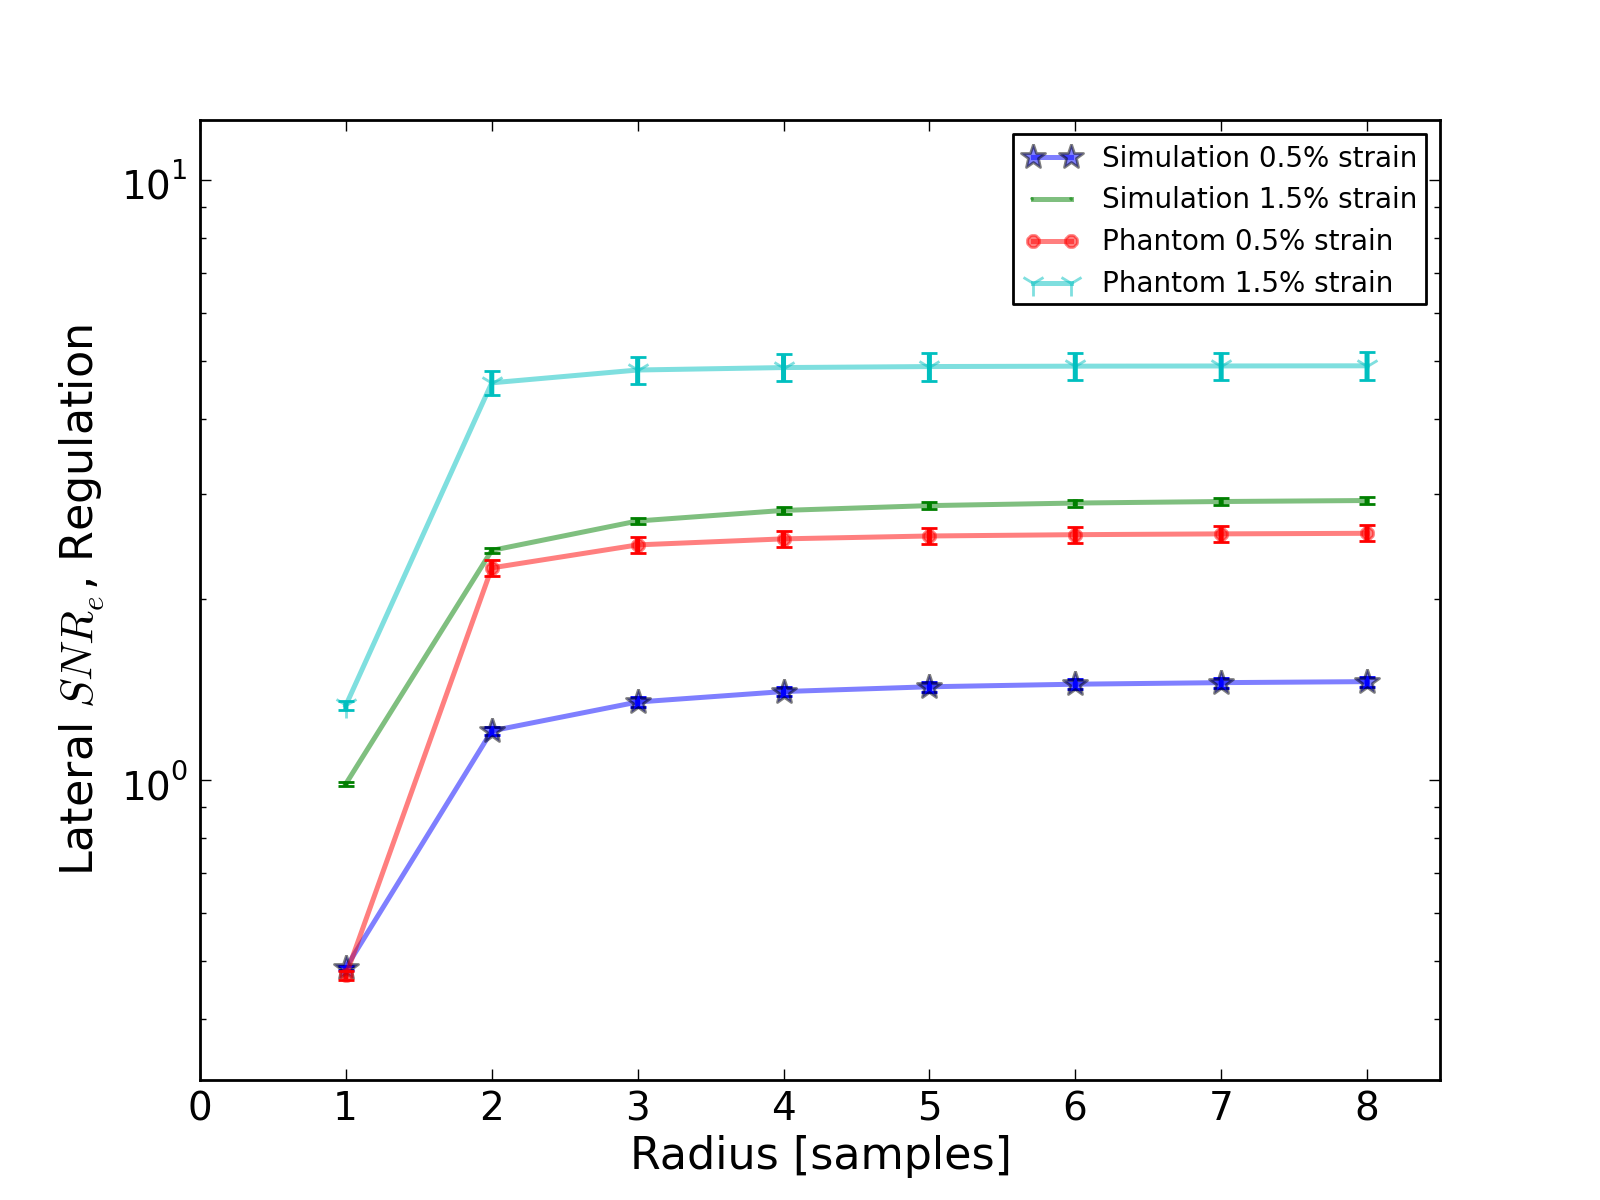 Simulation 0.5% strain
Simulation 1.5% strain
Phantom 0.5% strain
Phantom 1.5% strain
10^1
10^0
Lateral SNR_e, Regulation
0 1 2 3 4 5 6 7 8
Radius [samples]